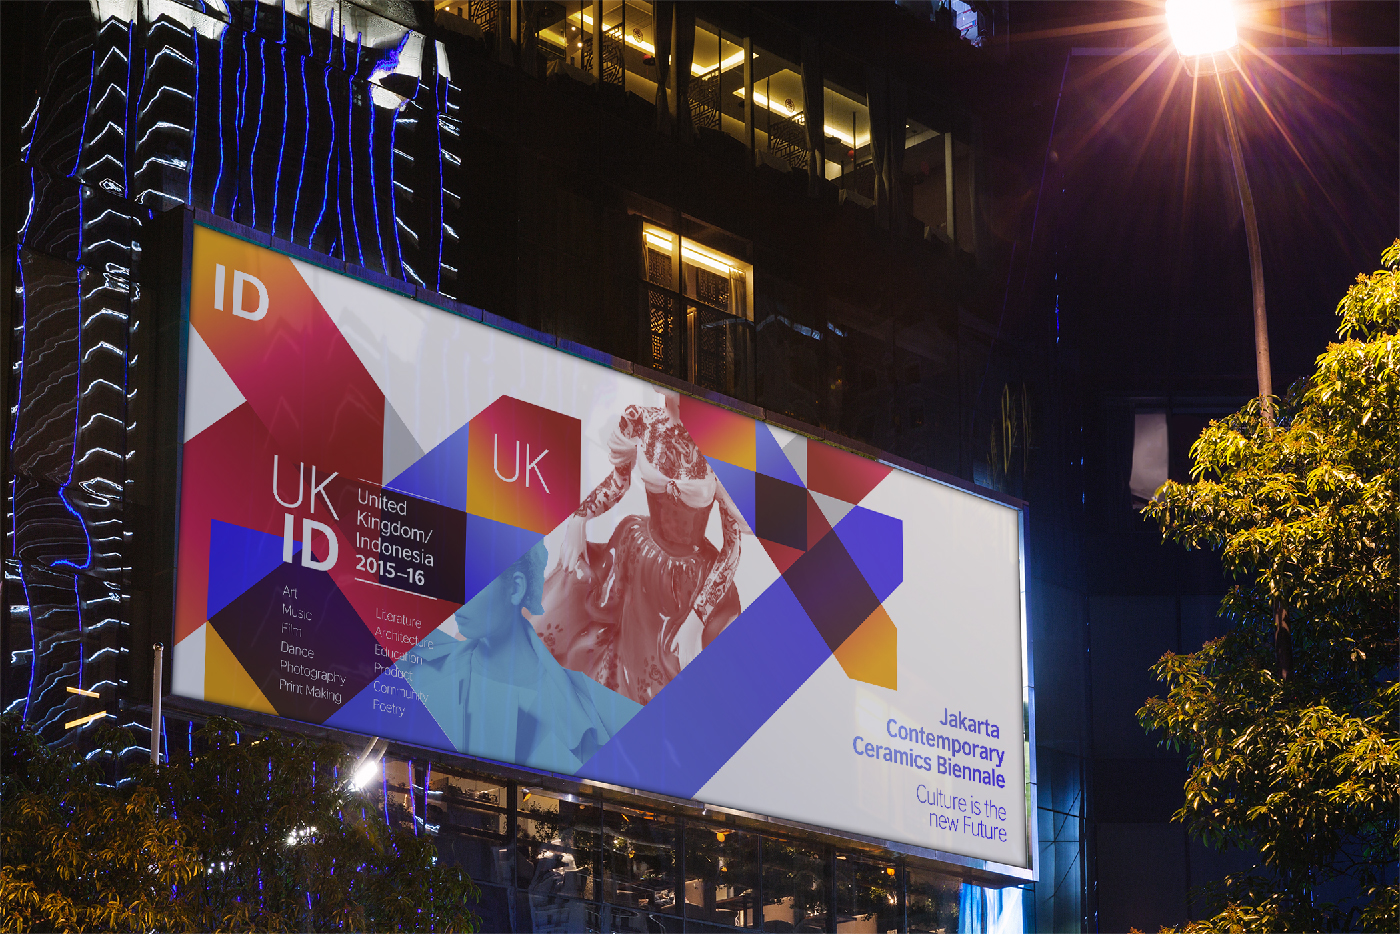 ID
UK
UK
ID
United
Kingdom/
Indonesia
2015–16
Art
Music
Film
Dance
Photography
Print Making
Literature
Architecture
Education
Product
Community
Poetry
Jakarta
Contemporary
Ceramics Biennale
Culture is the
new Future